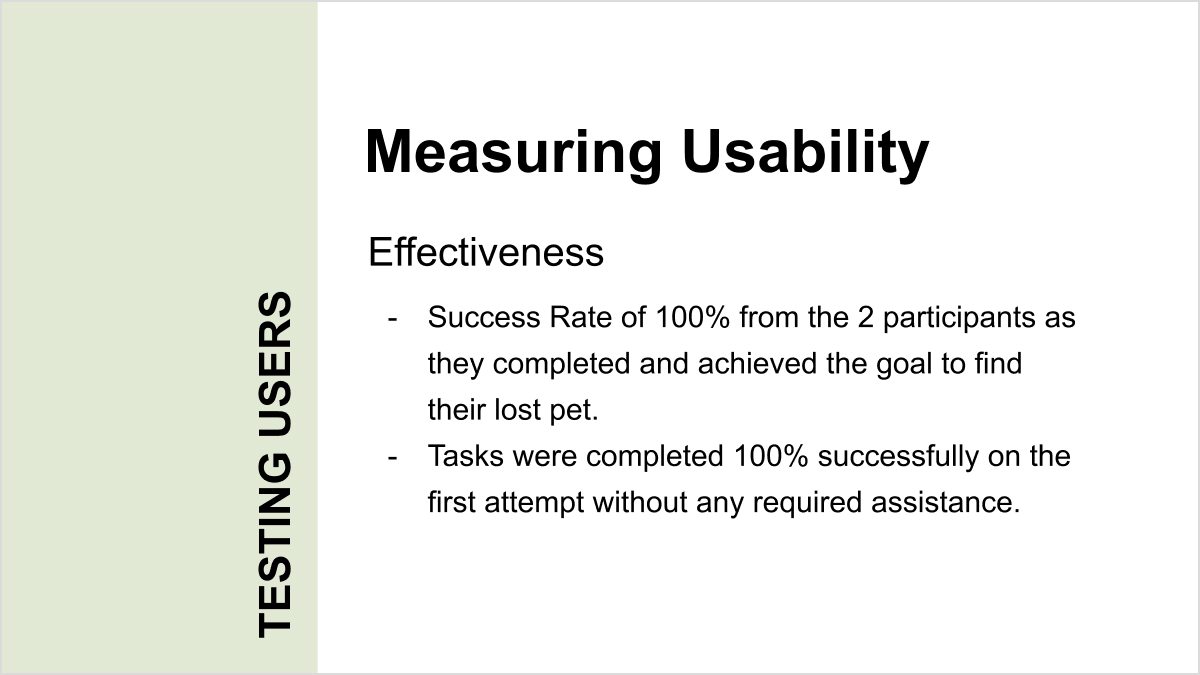 TESTING USERS
Measuring Usability
Effectiveness
- Success Rate of 100% from the 2 participants as
they completed and achieved the goal to find
their lost pet.
- Tasks were completed 100% successfully on the
first attempt without any required assistance.